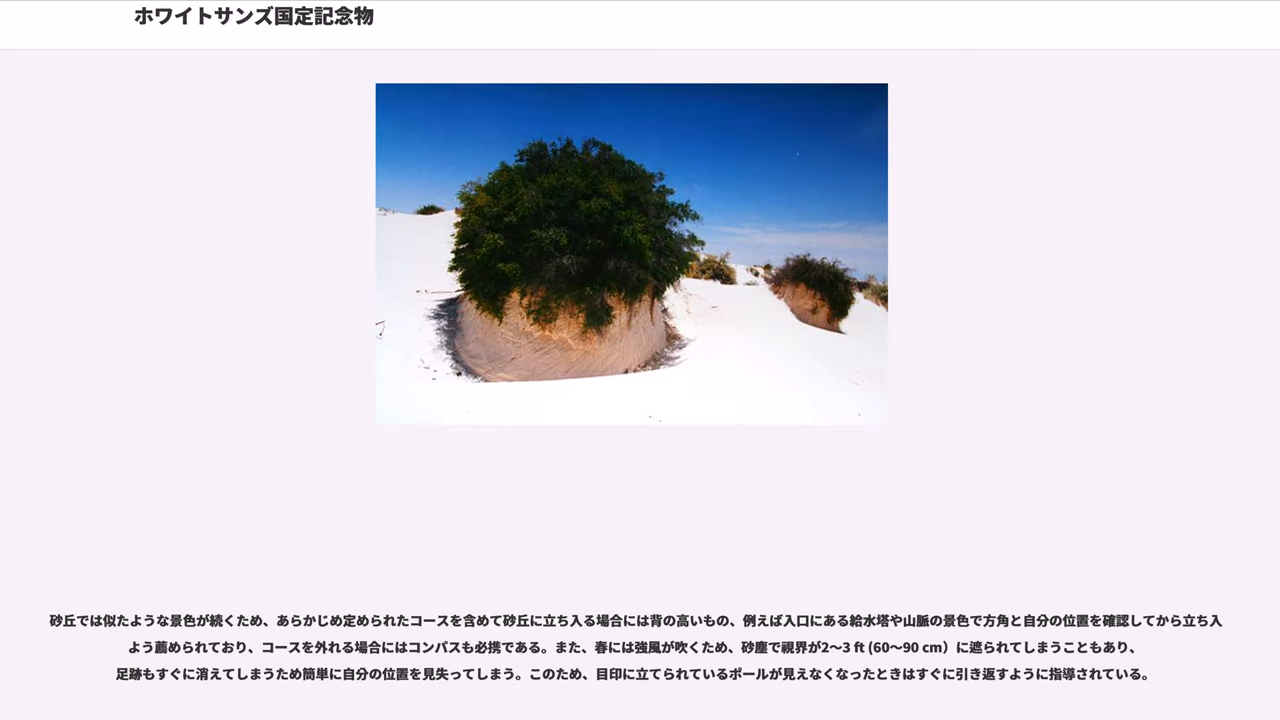 ホワイトサンズ国定記念物
砂丘では似たような景色が続くため、あらかじめ定められたコースを含めて砂丘に立ち入る場合には背の高いもの、例えば入口にある給水塔や山脈の景色で方角と自分の位置を確認してから立ち入
よう薦められており、コースを外れる場合にはコンパスも必携である。また、春には強風が吹くため、砂塵で視界が2〜3 ft (60〜90 cm）に遮られてしまうこともあり、
足跡もすぐに消えてしまうため簡単に自分の位置を見失ってしまう。このため、目印に立てられているポールが見えなくなったときはすぐに引き返すように指導されている。